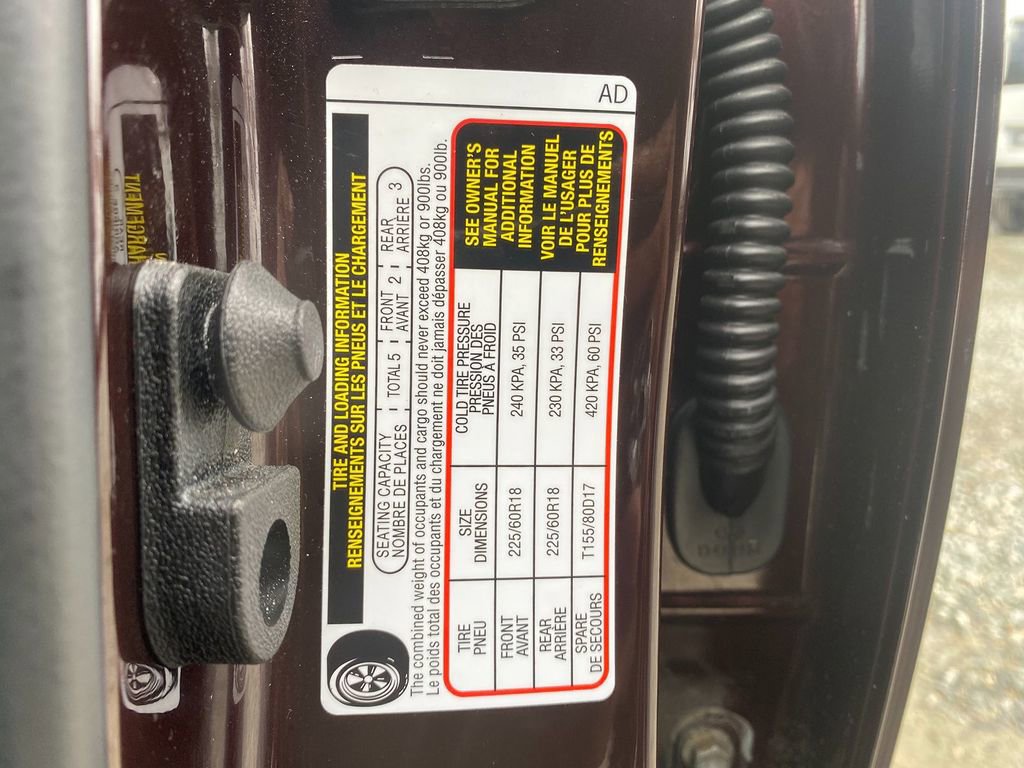 TIRE AND LOADING INFORMATION
RENSEIGNEMENTS SUR LES PNEUS ET LE CHARGEMENT
SEATING CAPACITY TOTAL 5 FRONT 2 REAR 3
NOMBRE DE PLACES AVANT ARRIÈRE
The combined weight of occupants and cargo should never exceed 408kg or 900lbs.
Le poids total des occupants et du chargement ne doit jamais dépasser 408kg ou 900lb.
TIRE SIZE COLD TIRE PRESSURE
PNEU DIMENSIONS PRESSION DES
PNEUS A FROID
FRONT 225/60R18 240 KPA, 35 PSI
AVANT
REAR 225/60R18 230 KPA, 33 PSI
ARRIERE
SPARE T155/80D17 420 KPA, 60 PSI
DE SECOURS
SEE OWNER'S
MANUAL FOR
ADDITIONAL
INFORMATION
VOIR LE MANUEL
DE L'USAGER
POUR PLUS DE
RENSEIGNEMENTS
AD